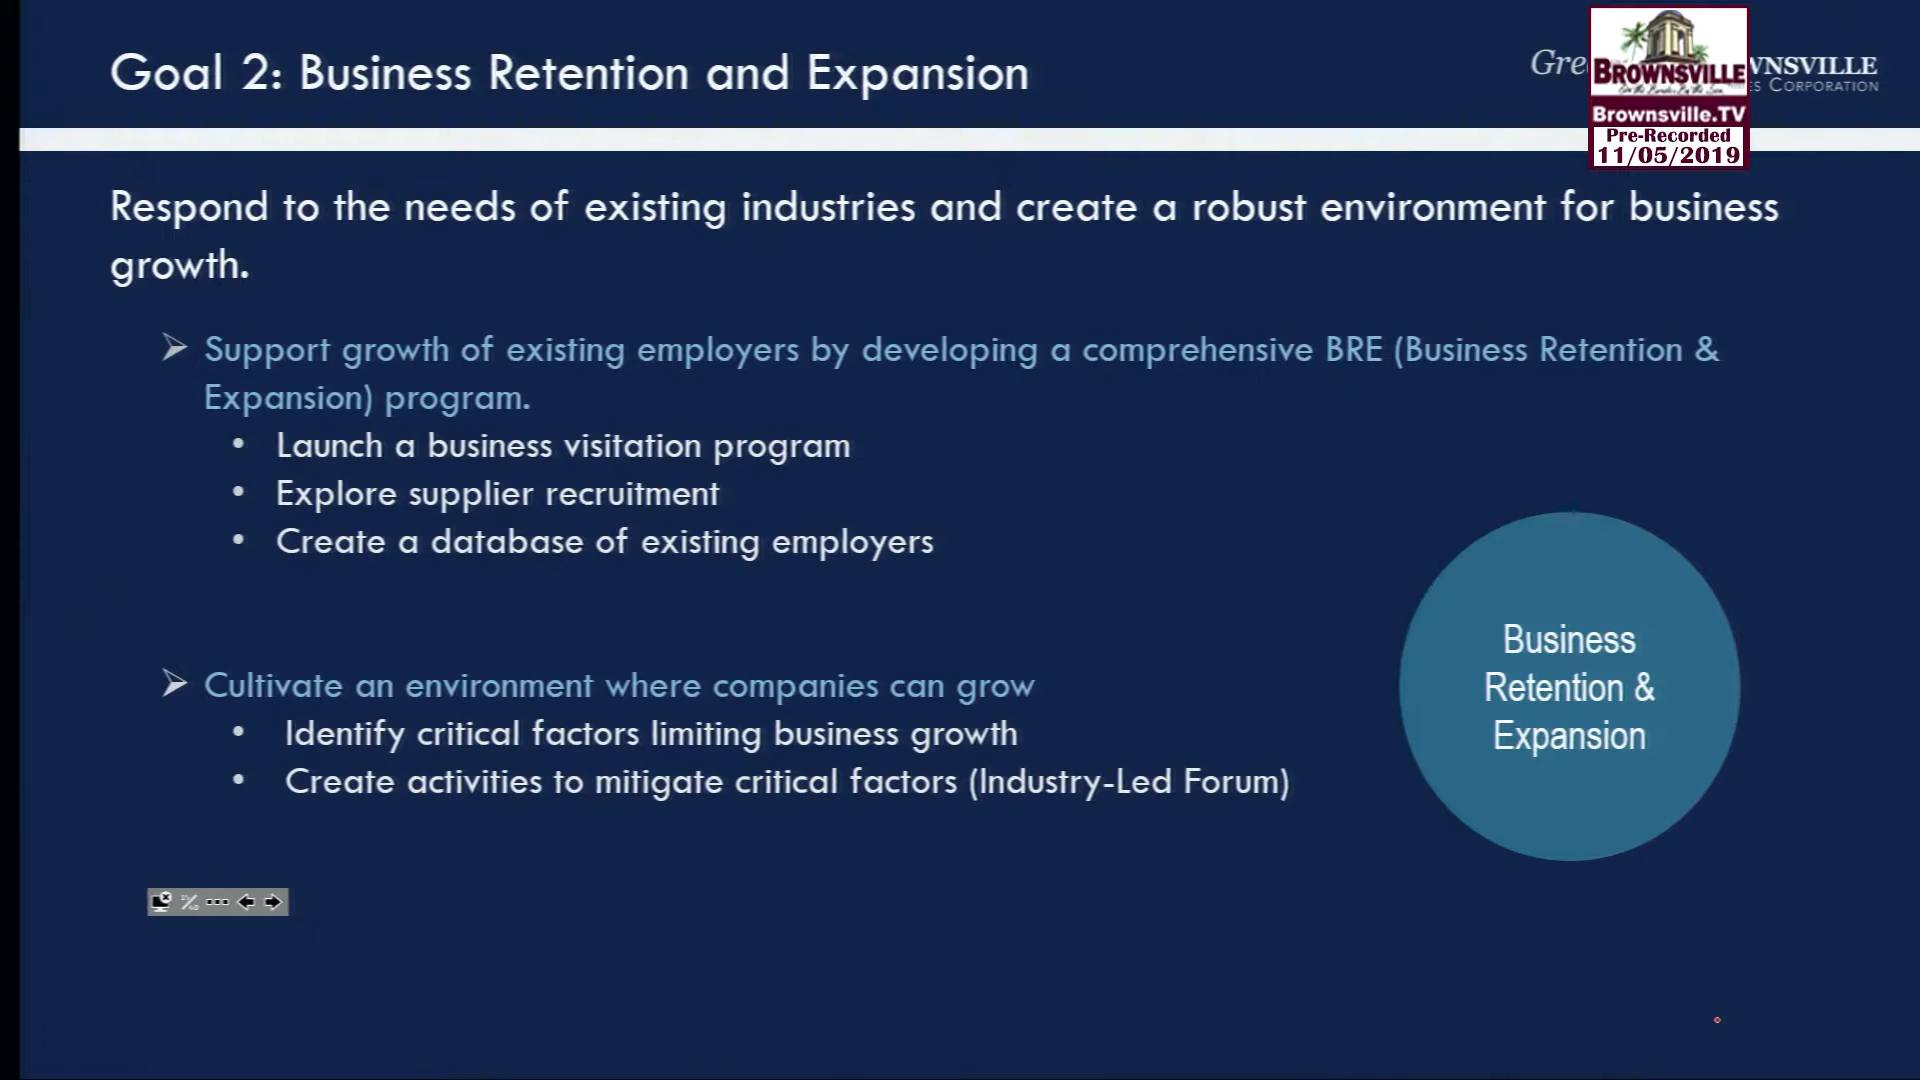 Goal 2: Business Retention and Expansion
BROWNSVILLE
Brownsville.TV
Pre-Recorded
11/05/2019
CORPORATION
Respond to the needs of existing industries and create a robust environment for business
growth.
Support growth of existing employers by developing a comprehensive BRE (Business Retention &
Expansion) program.
• Launch a business visitation program
• Explore supplier recruitment
• Create a database of existing employers
Cultivate an environment where companies can grow
• Identify critical factors limiting business growth
• Create activities to mitigate critical factors (Industry-Led Forum)
Business
Retention &
Expansion